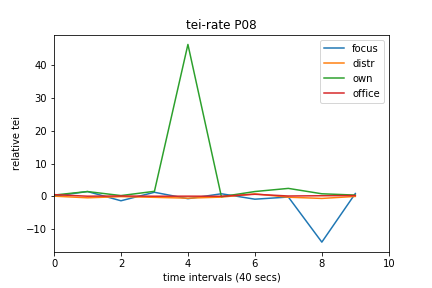 tei-rate P08
focus
distr
own
office
relative tei
40
30
20
10
0
−10
0 2 4 6 8 10
time intervals (40 secs)